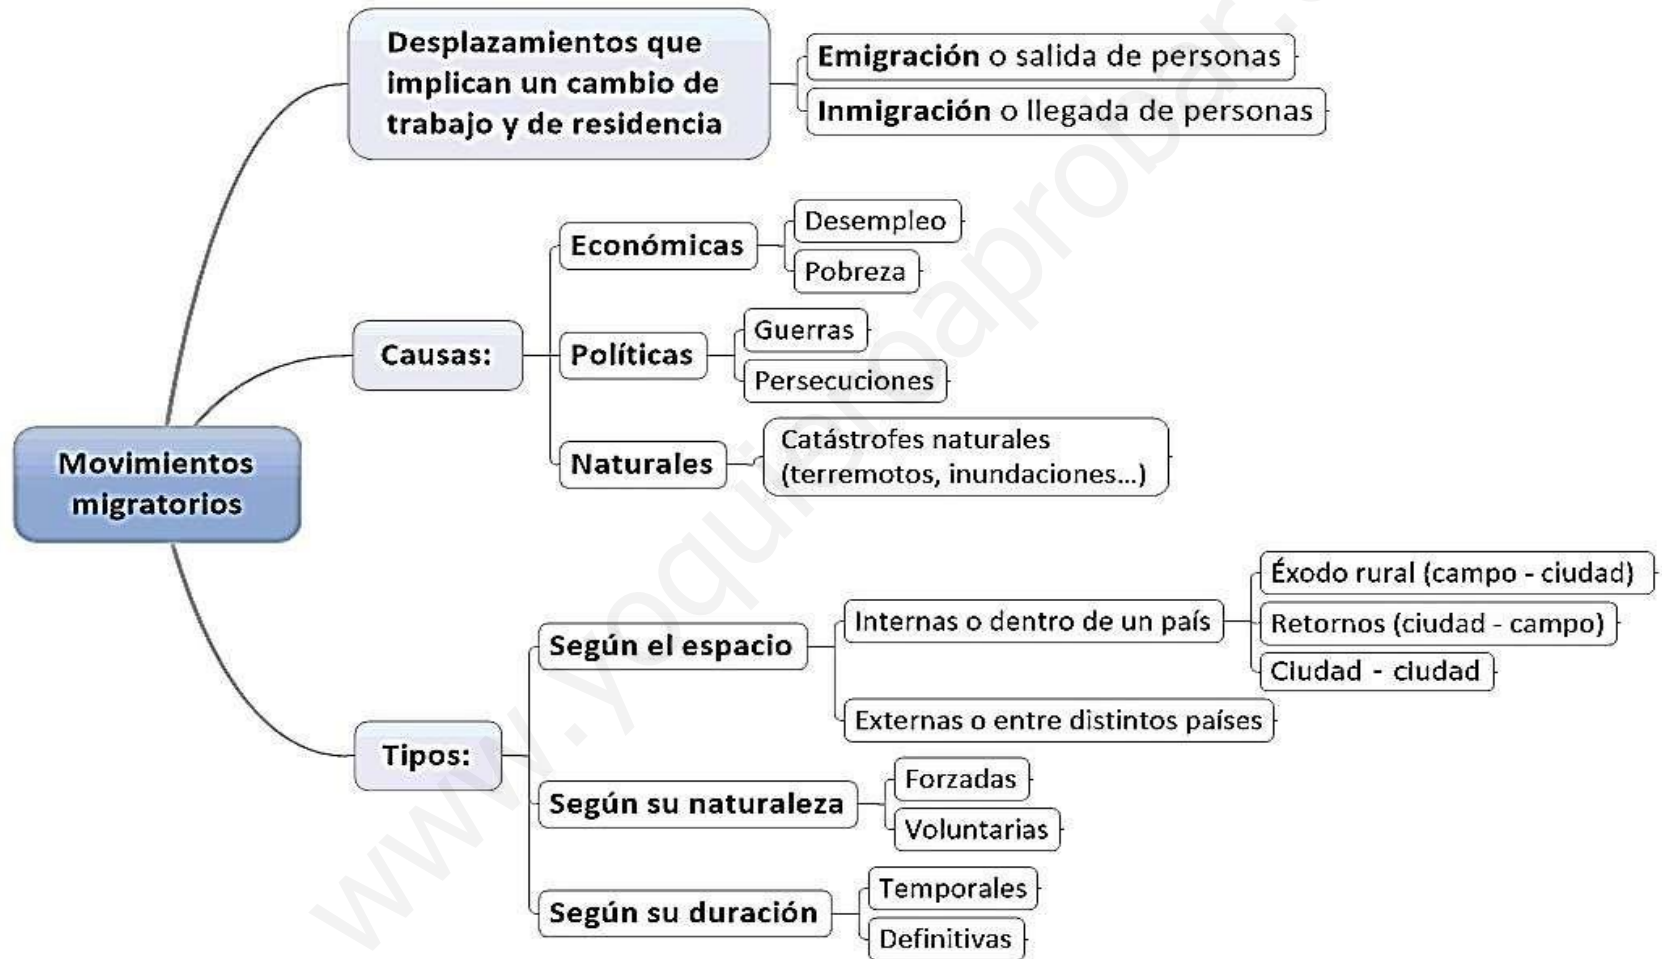 Desplazamientos que
implican un cambio de
trabajo y de residencia
Emigración o salida de personas
Inmigración o llegada de personas
Económicas
Desempleo
Pobreza
Causas:
Políticas
Guerras
Persecuciones
Naturales
Catástrofes naturales
(terremotos, inundaciones...)
Movimientos
migratorios
Tipos:
Según el espacio
Internas o dentro de un país
Éxodo rural (campo - ciudad)
Retornos (ciudad - campo)
Ciudad - ciudad
Externas o entre distintos países
Según su naturaleza
Forzadas
Voluntarias
Según su duración
Temporales
Definitivas
www.yoquieroaprobar.